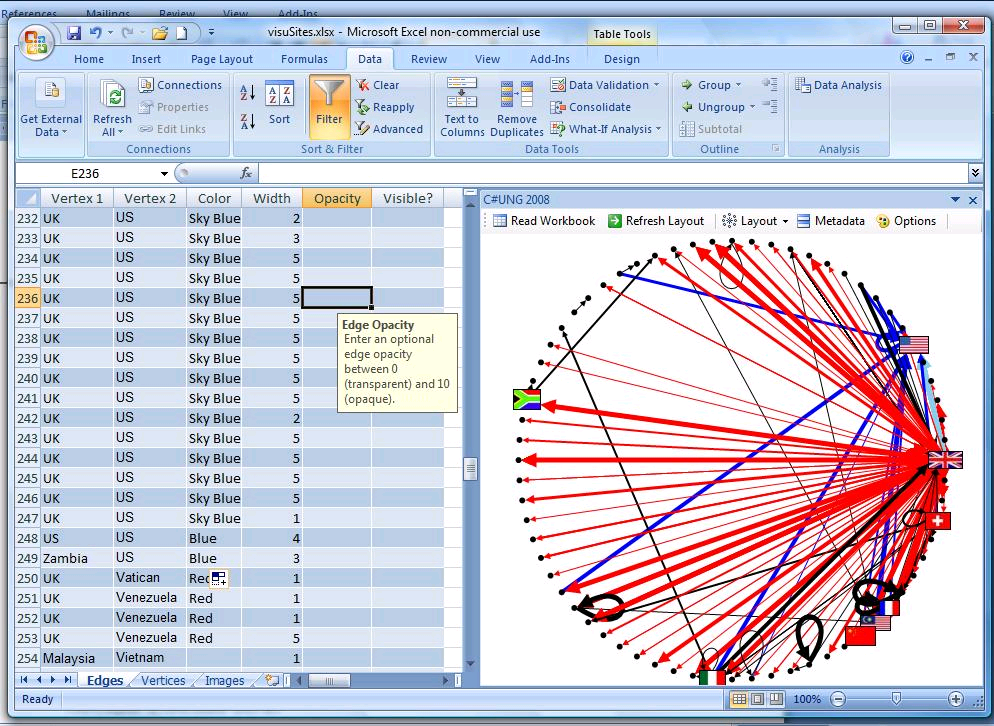 References Mailings Review View Add-Ins
visuSites.xlsx - Microsoft Excel non-commercial use
Table Tools
Home Insert Page Layout Formulas Data Review View Add-Ins Design
Get External Data
Refresh All
Connections
Properties
Edit Links
Connections
Sort
Filter
Clear
Reapply
Advanced
Sort & Filter
Text to Columns
Remove Duplicates
Data Validation
Consolidate
What-If Analysis
Data Tools
Group
Ungroup
Subtotal
Outline
Data Analysis
Analysis
E236
fx
Vertex 1 Vertex 2 Color Width Opacity Visible?
232 UK US Sky Blue 2
233 UK US Sky Blue 3
234 UK US Sky Blue 5
235 UK US Sky Blue 5
236 UK US Sky Blue 5
237 UK US Sky Blue 5
238 UK US Sky Blue 5
239 UK US Sky Blue 5
240 UK US Sky Blue 5
241 UK US Sky Blue 5
242 UK US Sky Blue 2
243 UK US Sky Blue 5
244 UK US Sky Blue 5
245 UK US Sky Blue 5
246 UK US Sky Blue 5
247 UK US Sky Blue 1
248 US US Blue 4
249 Zambia US Blue 3
250 UK Vatican Red 1
251 UK Venezuela Red 1
252 UK Venezuela Red 1
253 UK Venezuela Red 5
254 Malaysia Vietnam 1
Edge Opacity
Enter an optional
edge opacity
between 0
(transparent) and 10
(opaque).
Edges Vertices Images
C#UNG 2008
Read Workbook Refresh Layout Layout Metadata Options
Ready
100%